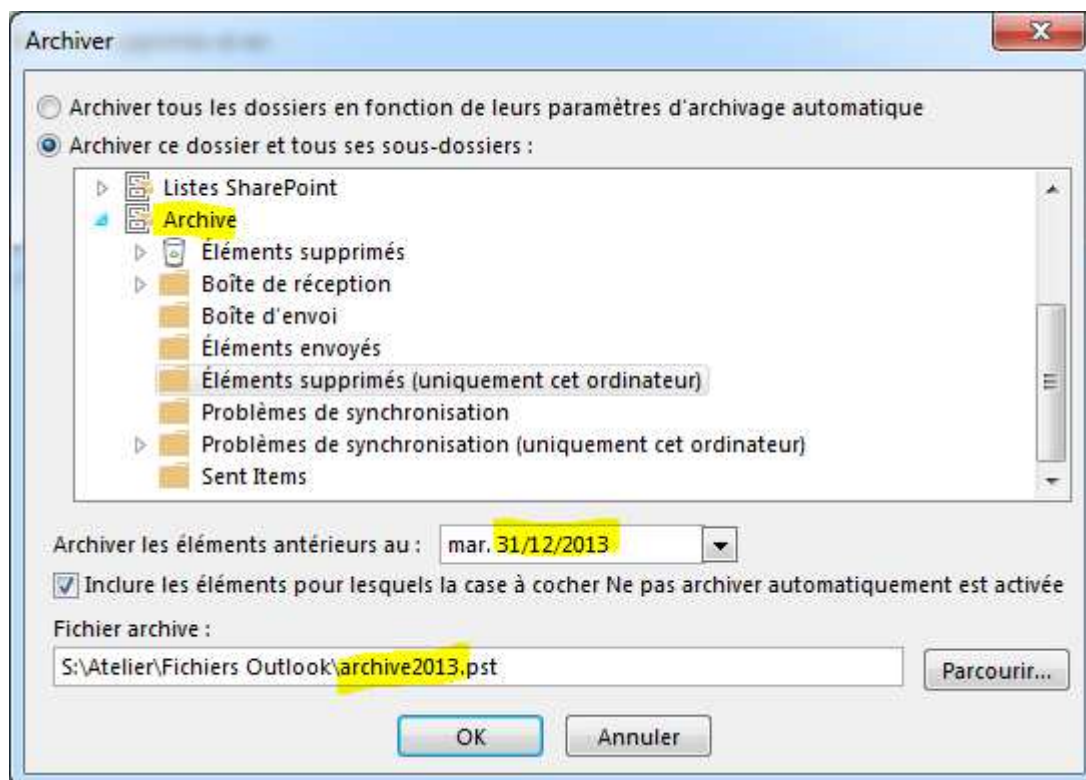 Archiver
Archiver tous les dossiers en fonction de leurs paramètres d'archivage automatique
Archiver ce dossier et tous ses sous-dossiers :
Listes SharePoint
Archive
Éléments supprimés
Boîte de réception
Boîte d'envoi
Éléments envoyés
Éléments supprimés (uniquement cet ordinateur)
Problèmes de synchronisation
Problèmes de synchronisation (uniquement cet ordinateur)
Sent Items
Archiver les éléments antérieurs au : mar. 31/12/2013
Inclure les éléments pour lesquels la case à cocher Ne pas archiver automatiquement est activée
Fichier archive :
S:\Atelier\Fichiers Outlook\archive2013.pst Parcourir...
OK Annuler